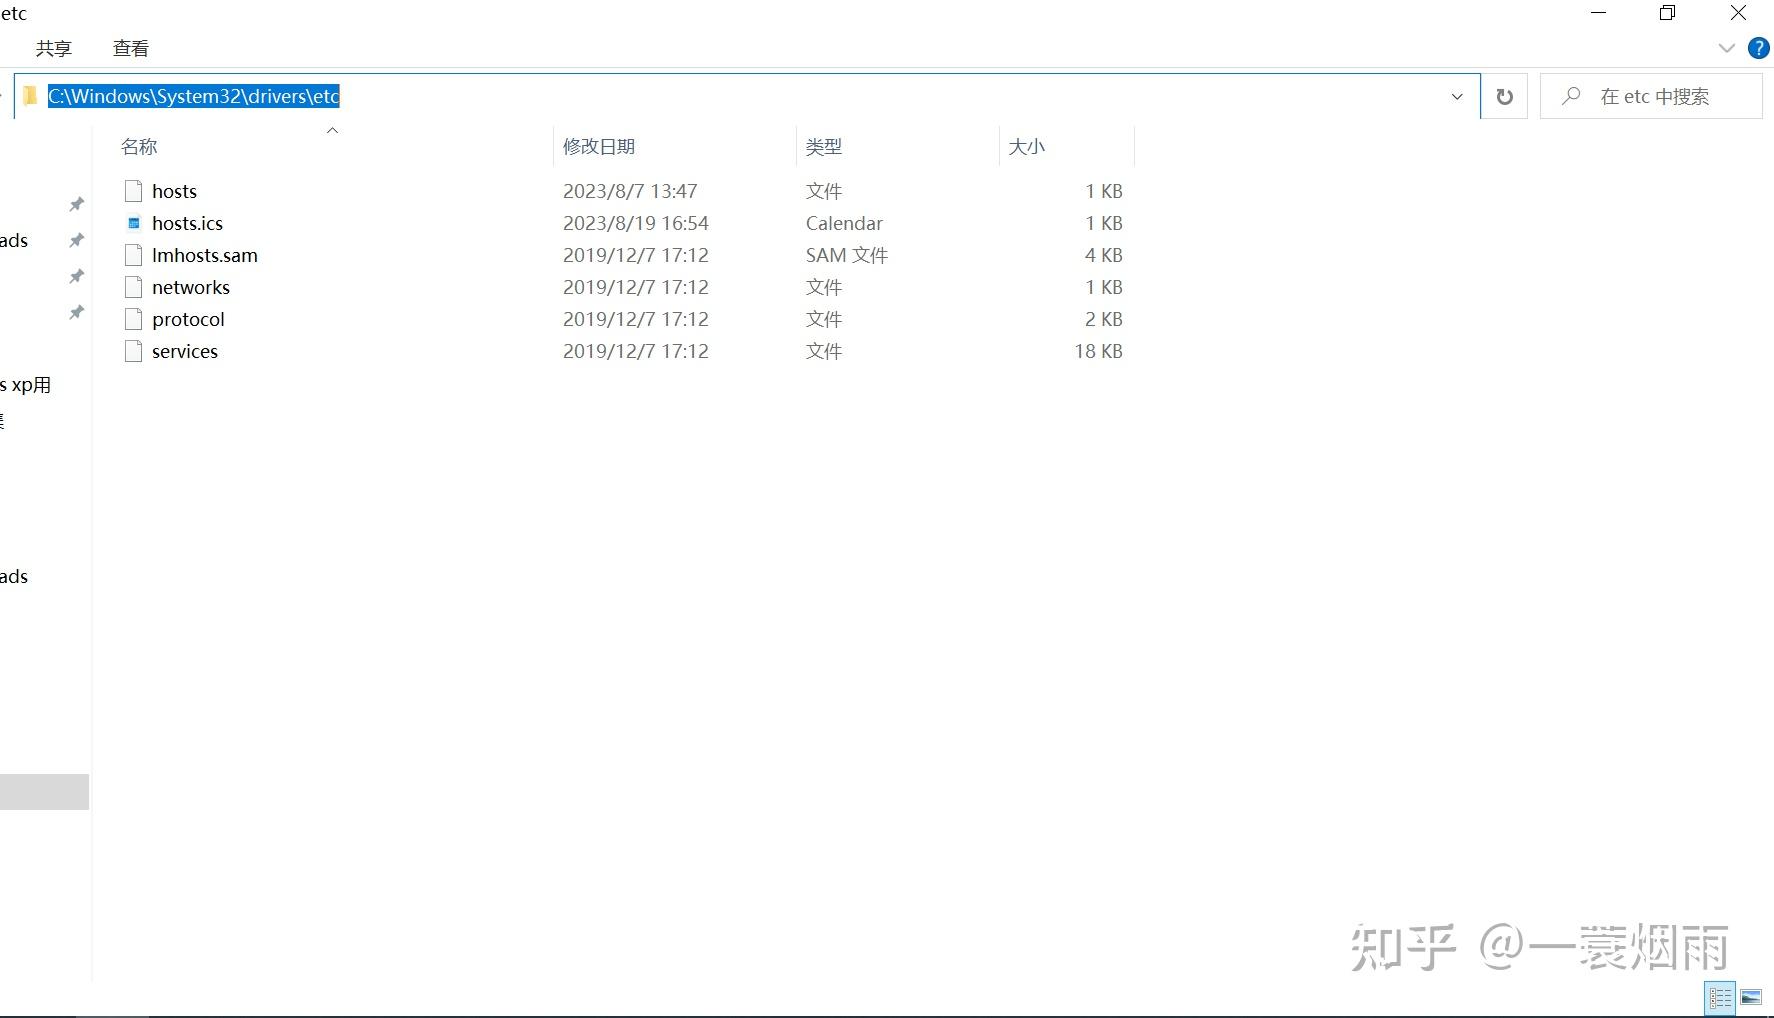 etc
共享 查看
C:\Windows\System32\drivers\etc
在 etc 中搜索
名称 修改日期 类型 大小
hosts 2023/8/7 13:47 文件 1 KB
hosts.ics 2023/8/19 16:54 Calendar 1 KB
lmhosts.sam 2019/12/7 17:12 SAM 文件 4 KB
networks 2019/12/7 17:12 文件 1 KB
protocol 2019/12/7 17:12 文件 2 KB
services 2019/12/7 17:12 文件 18 KB
ads
s xp用
ads
知乎 @一蓑烟雨